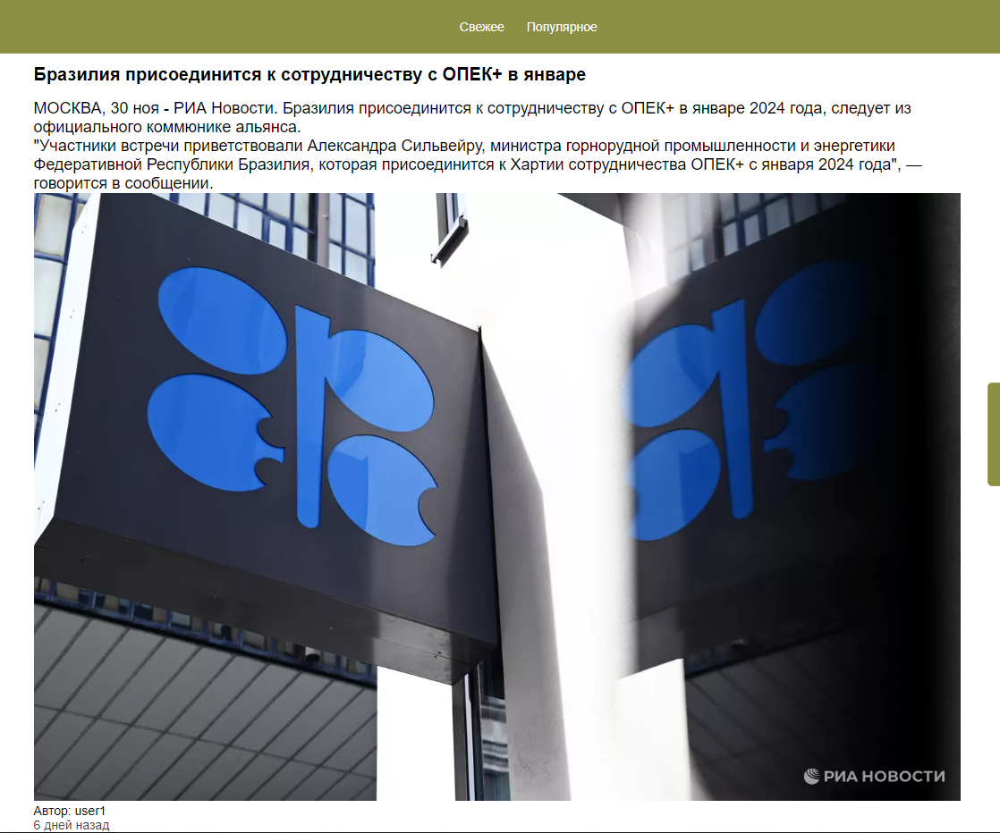 Свежее Популярное
Бразилия присоединится к сотрудничеству с ОПЕК+ в январе
МОСКВА, 30 ноя - РИА Новости. Бразилия присоединится к сотрудничеству с ОПЕК+ в январе 2024 года, следует из
официального коммюнике альянса.
"Участники встречи приветствовали Александра Сильвейру, министра горнорудной промышленности и энергетики
Федеративной Республики Бразилия, которая присоединится к Хартии сотрудничества ОПЕК+ с января 2024 года", —
говорится в сообщении.
РИА НОВОСТИ
Автор: user1
6 дней назад